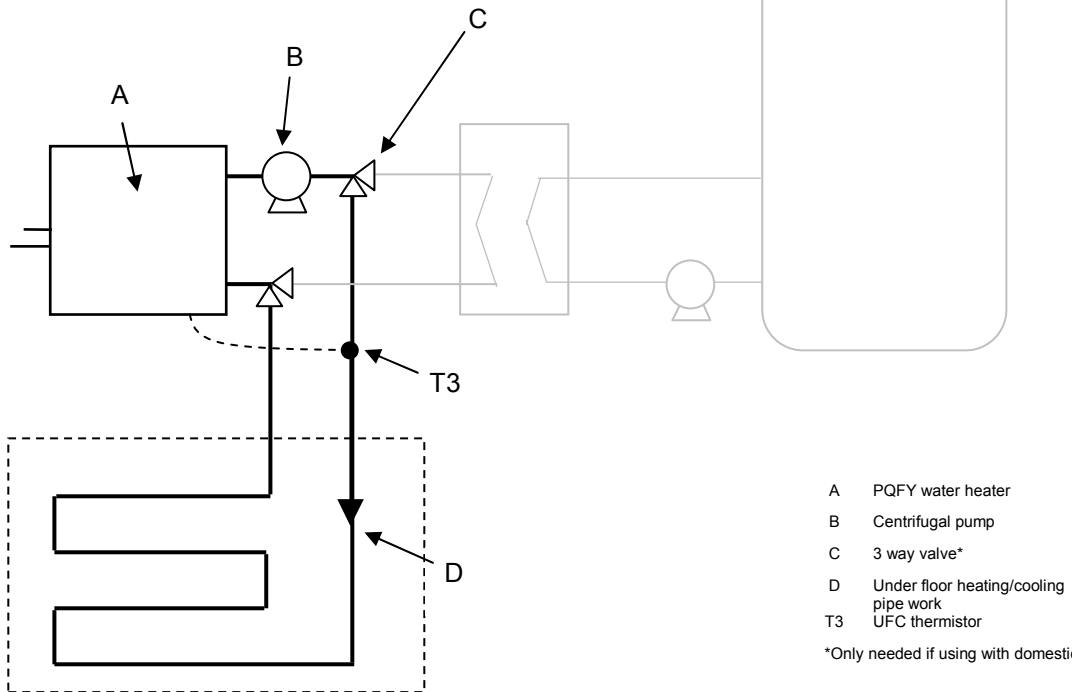 C
B
A
T3
D
A PQFY water heater
B Centrifugal pump
C 3 way valve*
D Under floor heating/cooling
pipe work
T3 UFC thermistor
*Only needed if using with